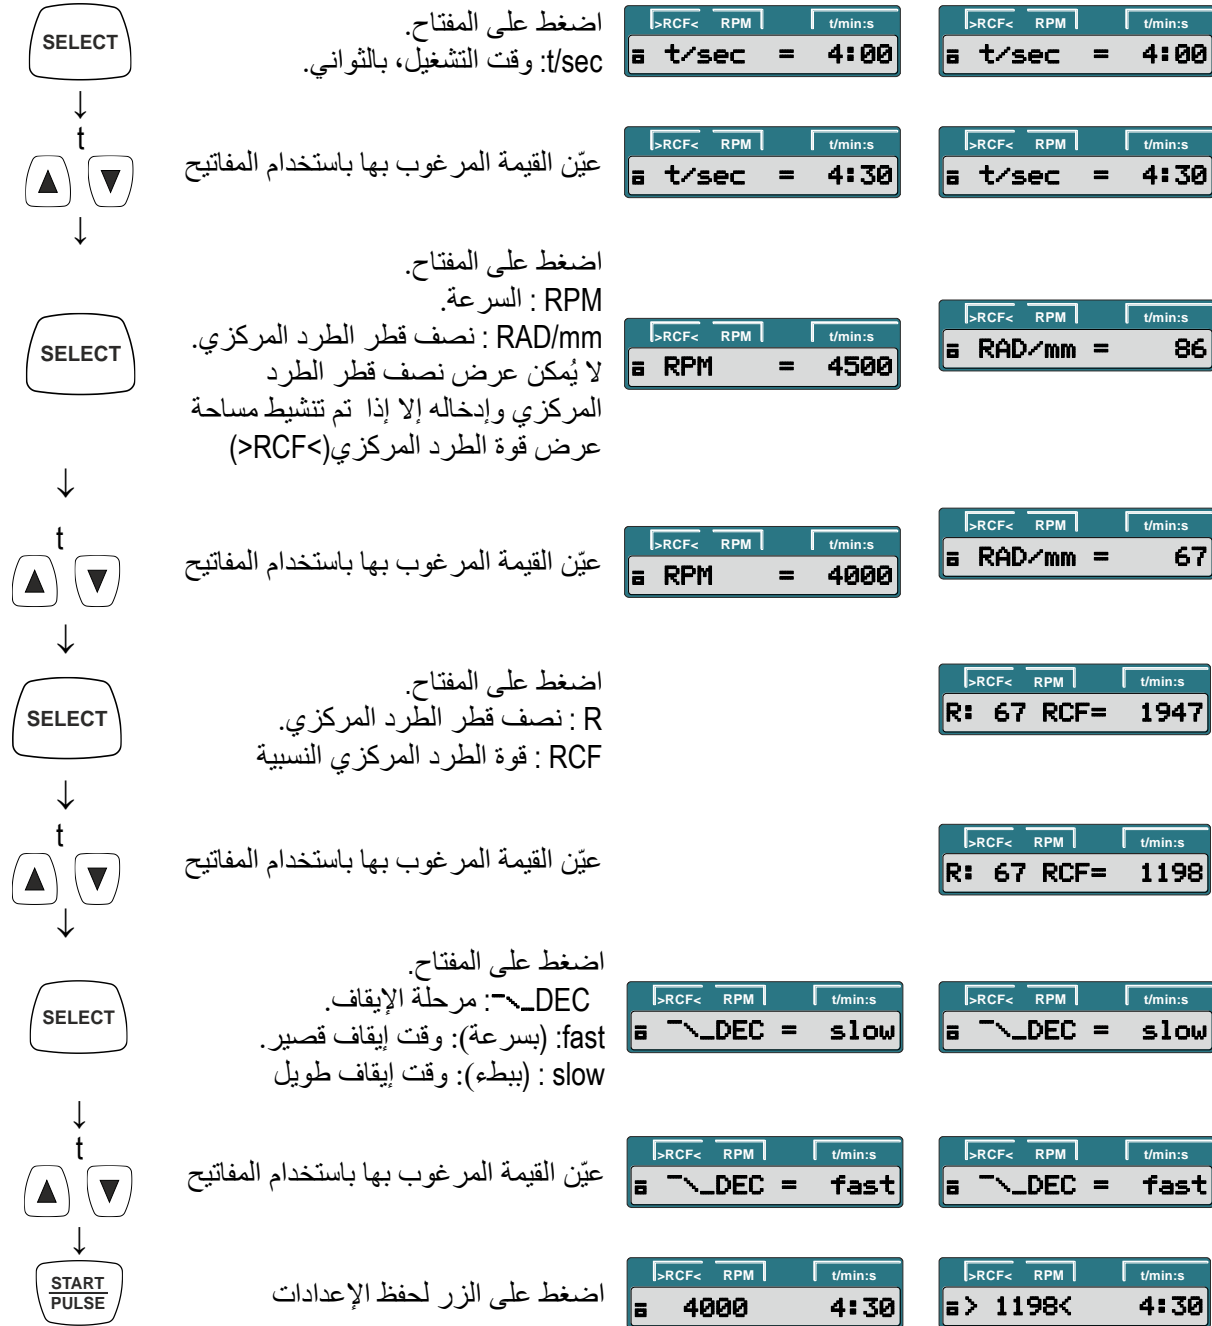 SELECT
اضغط على المفتاح.
t/sec: وقت التشغيل، بالثواني.
>RCF< RPM t/min:s
t/sec = 4:00
>RCF< RPM t/min:s
t/sec = 4:00
↓
t
▲ ▼
عيّن القيمة المرغوب بها باستخدام المفاتيح
>RCF< RPM t/min:s
t/sec = 4:30
>RCF< RPM t/min:s
t/sec = 4:30
↓
SELECT
اضغط على المفتاح.
RPM : السرعة.
RAD/mm : نصف قطر الطرد المركزي.
لا يُمكن عرض نصف قطر الطرد
المركزي وإدخاله إلا إذا تم تنشيط مساحة
عرض قوة الطرد المركزي(>RCF<)
>RCF< RPM t/min:s
RPM = 4500
>RCF< RPM t/min:s
RAD/mm = 86
↓
t
▲ ▼
عيّن القيمة المرغوب بها باستخدام المفاتيح
>RCF< RPM t/min:s
RPM = 4000
>RCF< RPM t/min:s
RAD/mm = 67
↓
SELECT
اضغط على المفتاح.
R : نصف قطر الطرد المركزي.
RCF : قوة الطرد المركزي النسبية
>RCF< RPM t/min:s
R: 67 RCF= 1947
↓
t
▲ ▼
عيّن القيمة المرغوب بها باستخدام المفاتيح
>RCF< RPM t/min:s
R: 67 RCF= 1198
↓
SELECT
اضغط على المفتاح.
‾\_DEC: مرحلة الإيقاف.
fast: (بسرعة): وقت إيقاف قصير.
slow : (ببطء): وقت إيقاف طويل
>RCF< RPM t/min:s
‾\_DEC = slow
>RCF< RPM t/min:s
‾\_DEC = slow
↓
t
▲ ▼
عيّن القيمة المرغوب بها باستخدام المفاتيح
>RCF< RPM t/min:s
‾\_DEC = fast
>RCF< RPM t/min:s
‾\_DEC = fast
↓
START
PULSE
اضغط على الزر لحفظ الإعدادات
>RCF< RPM t/min:s
4000 4:30
>RCF< RPM t/min:s
> 1198< 4:30